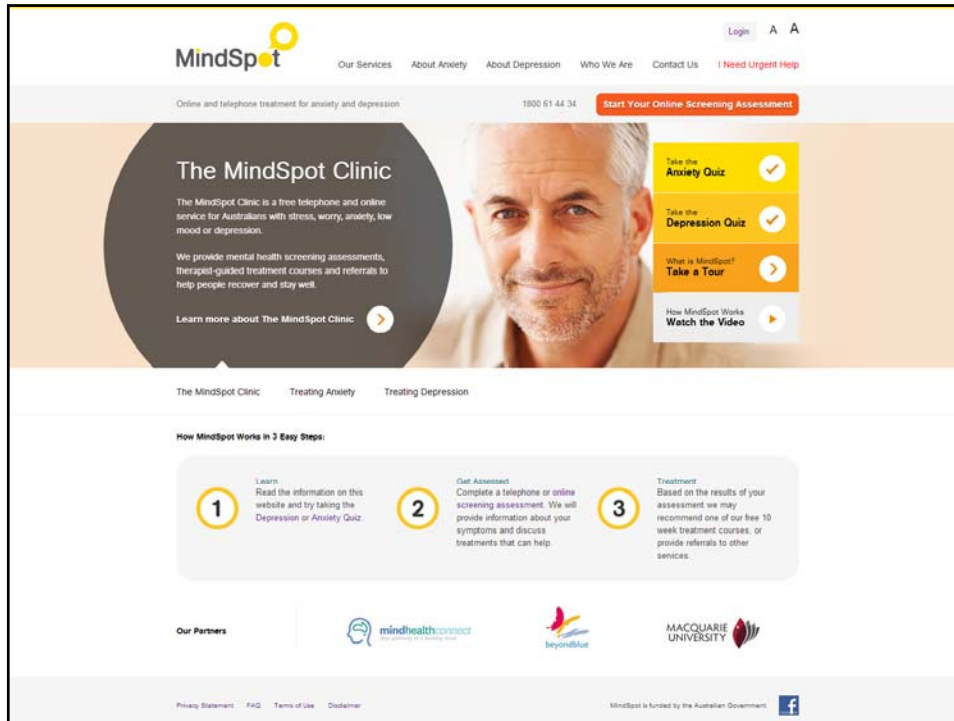 Login A A
MindSpot
Our Services About Anxiety About Depression Who We Are Contact Us I Need Urgent Help
Online and telephone treatment for anxiety and depression 1800 61 44 34 Start Your Online Screening Assessment
The MindSpot Clinic
The MindSpot Clinic is a free telephone and online
service for Australians with stress, worry, anxiety, low
mood or depression.
We provide mental health screening assessments,
therapist-guided treatment courses and referrals to
help people recover and stay well.
Learn more about The MindSpot Clinic
Take the
Anxiety Quiz
Take the
Depression Quiz
What is MindSpot?
Take a Tour
How MindSpot Works
Watch the Video
The MindSpot Clinic Treating Anxiety Treating Depression
How MindSpot Works in 3 Easy Steps:
1
Learn
Read the information on this
website and try taking the
Depression or Anxiety Quiz.
2
Get Assessed
Complete a telephone or online
screening assessment. We will
provide information about your
symptoms and discuss
treatments that can help.
3
Treatment
Based on the results of your
assessment we may
recommend one of our free 10
week treatment courses, or
provide referrals to other
services.
Our Partners
mindhealthconnect
beyondblue
MACQUARIE
UNIVERSITY
Privacy Statement FAQ Terms of Use Disclaimer MindSpot is funded by the Australian Government.